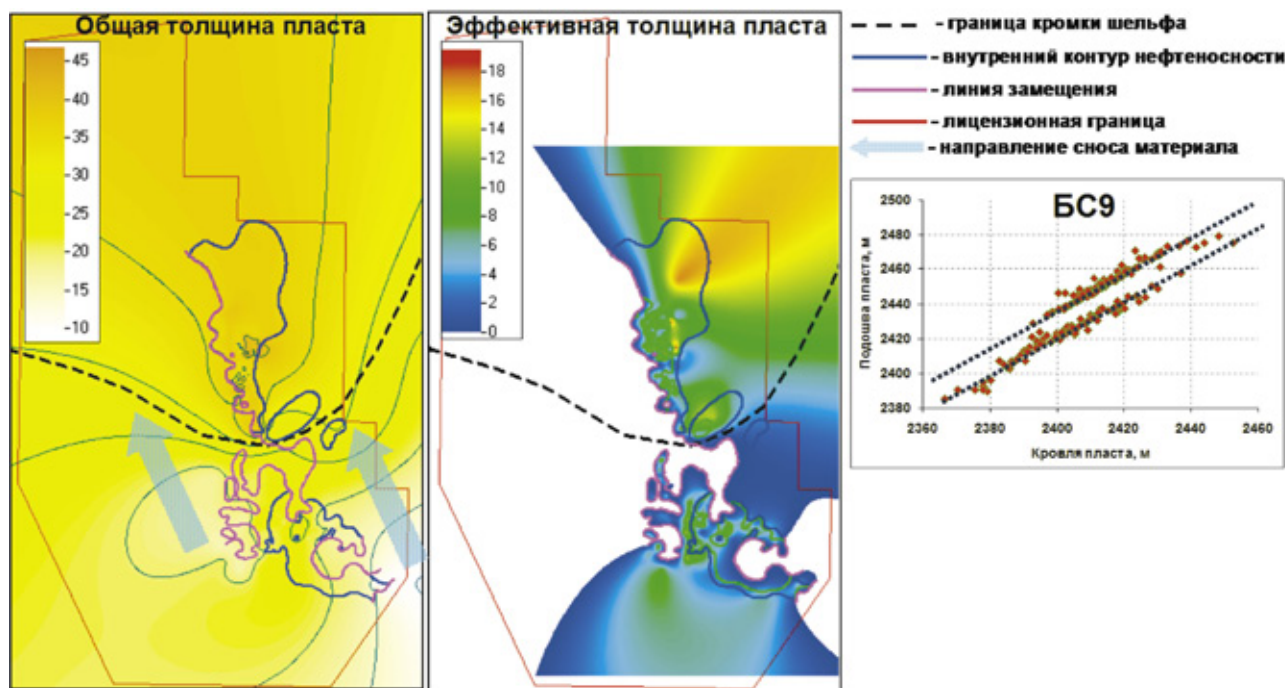 Общая толщина пласта
45
40
35
30
25
20
15
10
Эффективная толщина пласта
18
16
14
12
10
8
6
4
2
0
- граница кромки шельфа
- внутренний контур нефтеносности
- линия замещения
- лицензионная граница
- направление сноса материала
БС9
Подошва пласта, м
2500
2480
2460
2440
2420
2400
2380
2360 2380 2400 2420 2440 2460
Кровля пласта, м